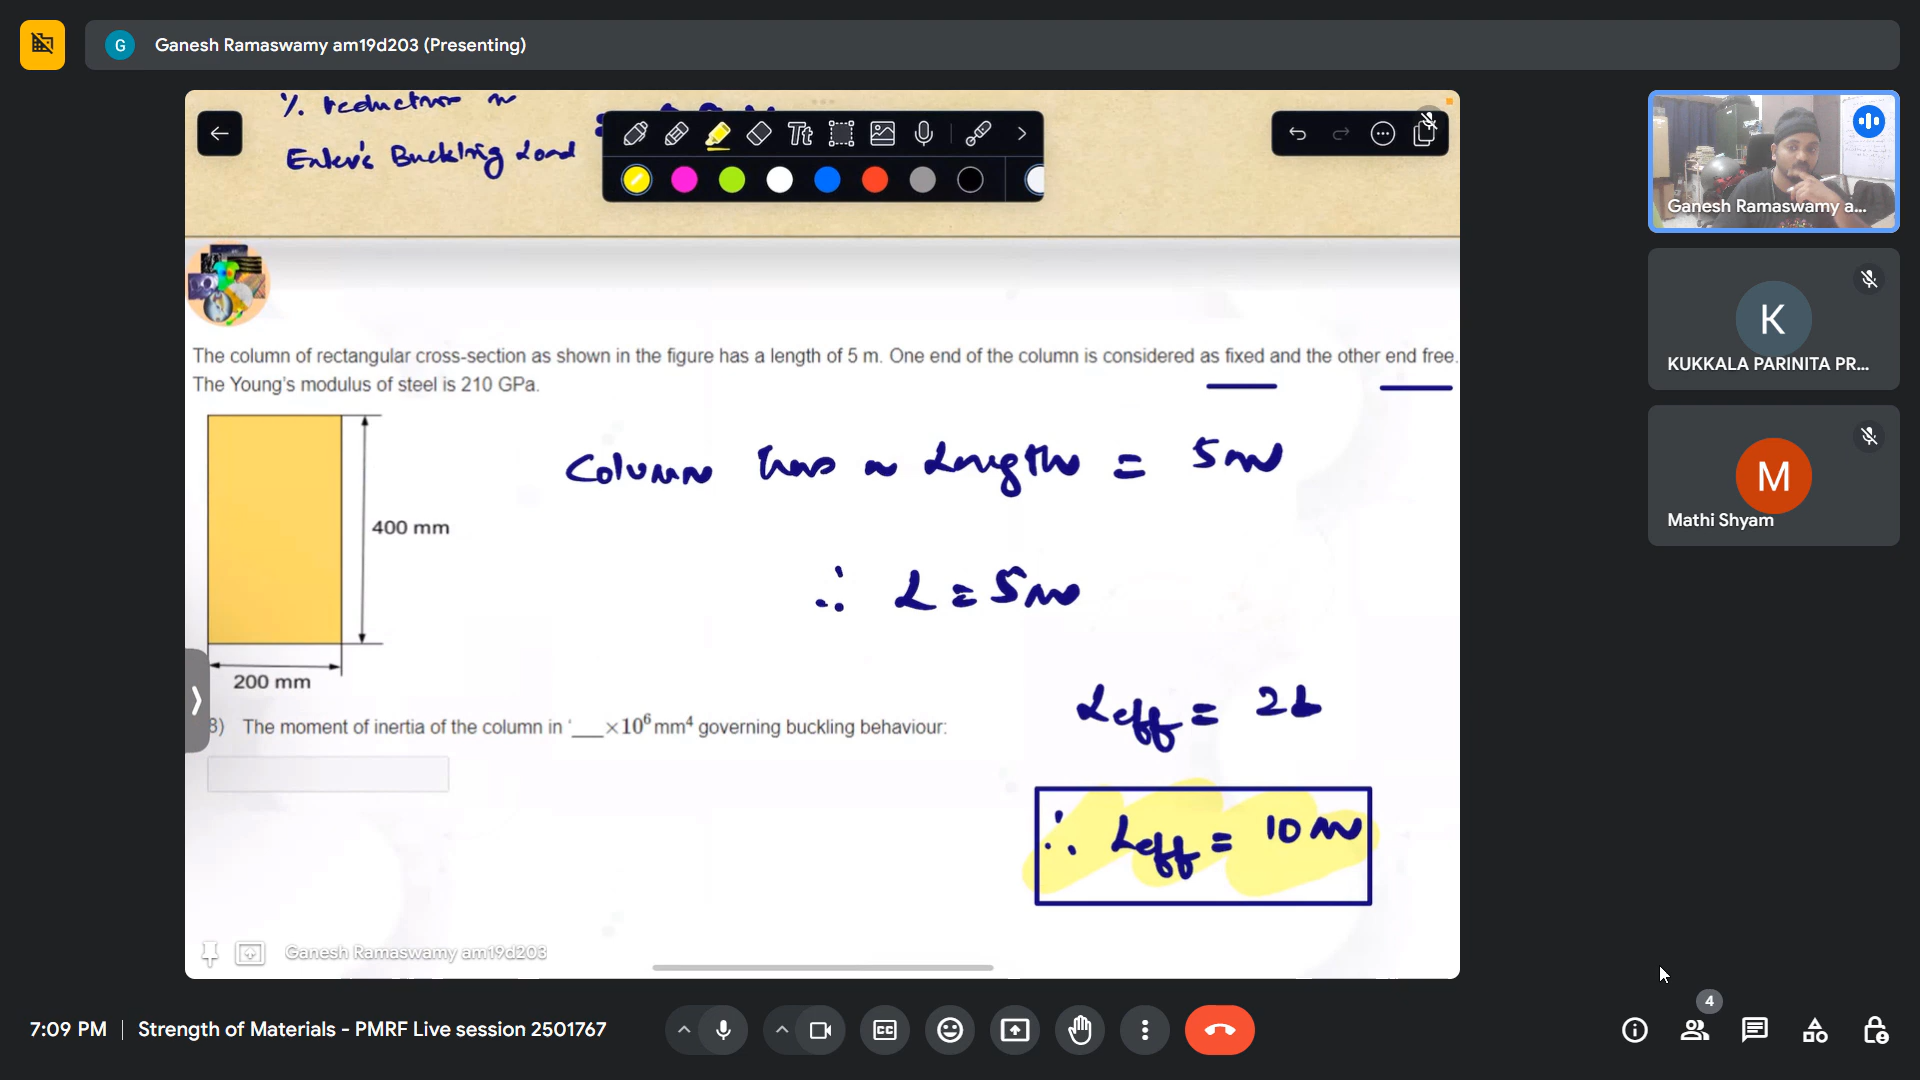 Ganesh Ramaswamy am19d203 (Presenting)
G
% reduction in
Euler's Buckling Load
Tt
The column of rectangular cross-section as shown in the figure has a length of 5 m. One end of the column is considered as fixed and the other end free.
The Young's modulus of steel is 210 GPa.
400 mm
200 mm
Column has a Length = 5m
∴ L = 5m
Leff = 2L
∴ Leff = 10m
8) The moment of inertia of the column in '___×10⁶ mm⁴ governing buckling behaviour:
Ganesh Ramaswamy am19d203
Ganesh Ramaswamy a...
K
KUKKALA PARINITA PR...
M
Mathi Shyam
7:09 PM | Strength of Materials - PMRF Live session 2501767
CC
4